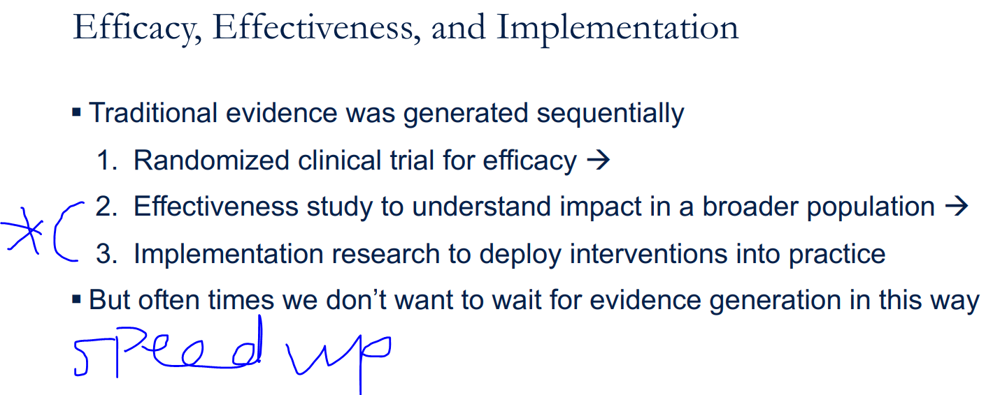 Efficacy, Effectiveness, and Implementation
▪ Traditional evidence was generated sequentially
1. Randomized clinical trial for efficacy →
2. Effectiveness study to understand impact in a broader population →
3. Implementation research to deploy interventions into practice
▪ But often times we don't want to wait for evidence generation in this way
speed up